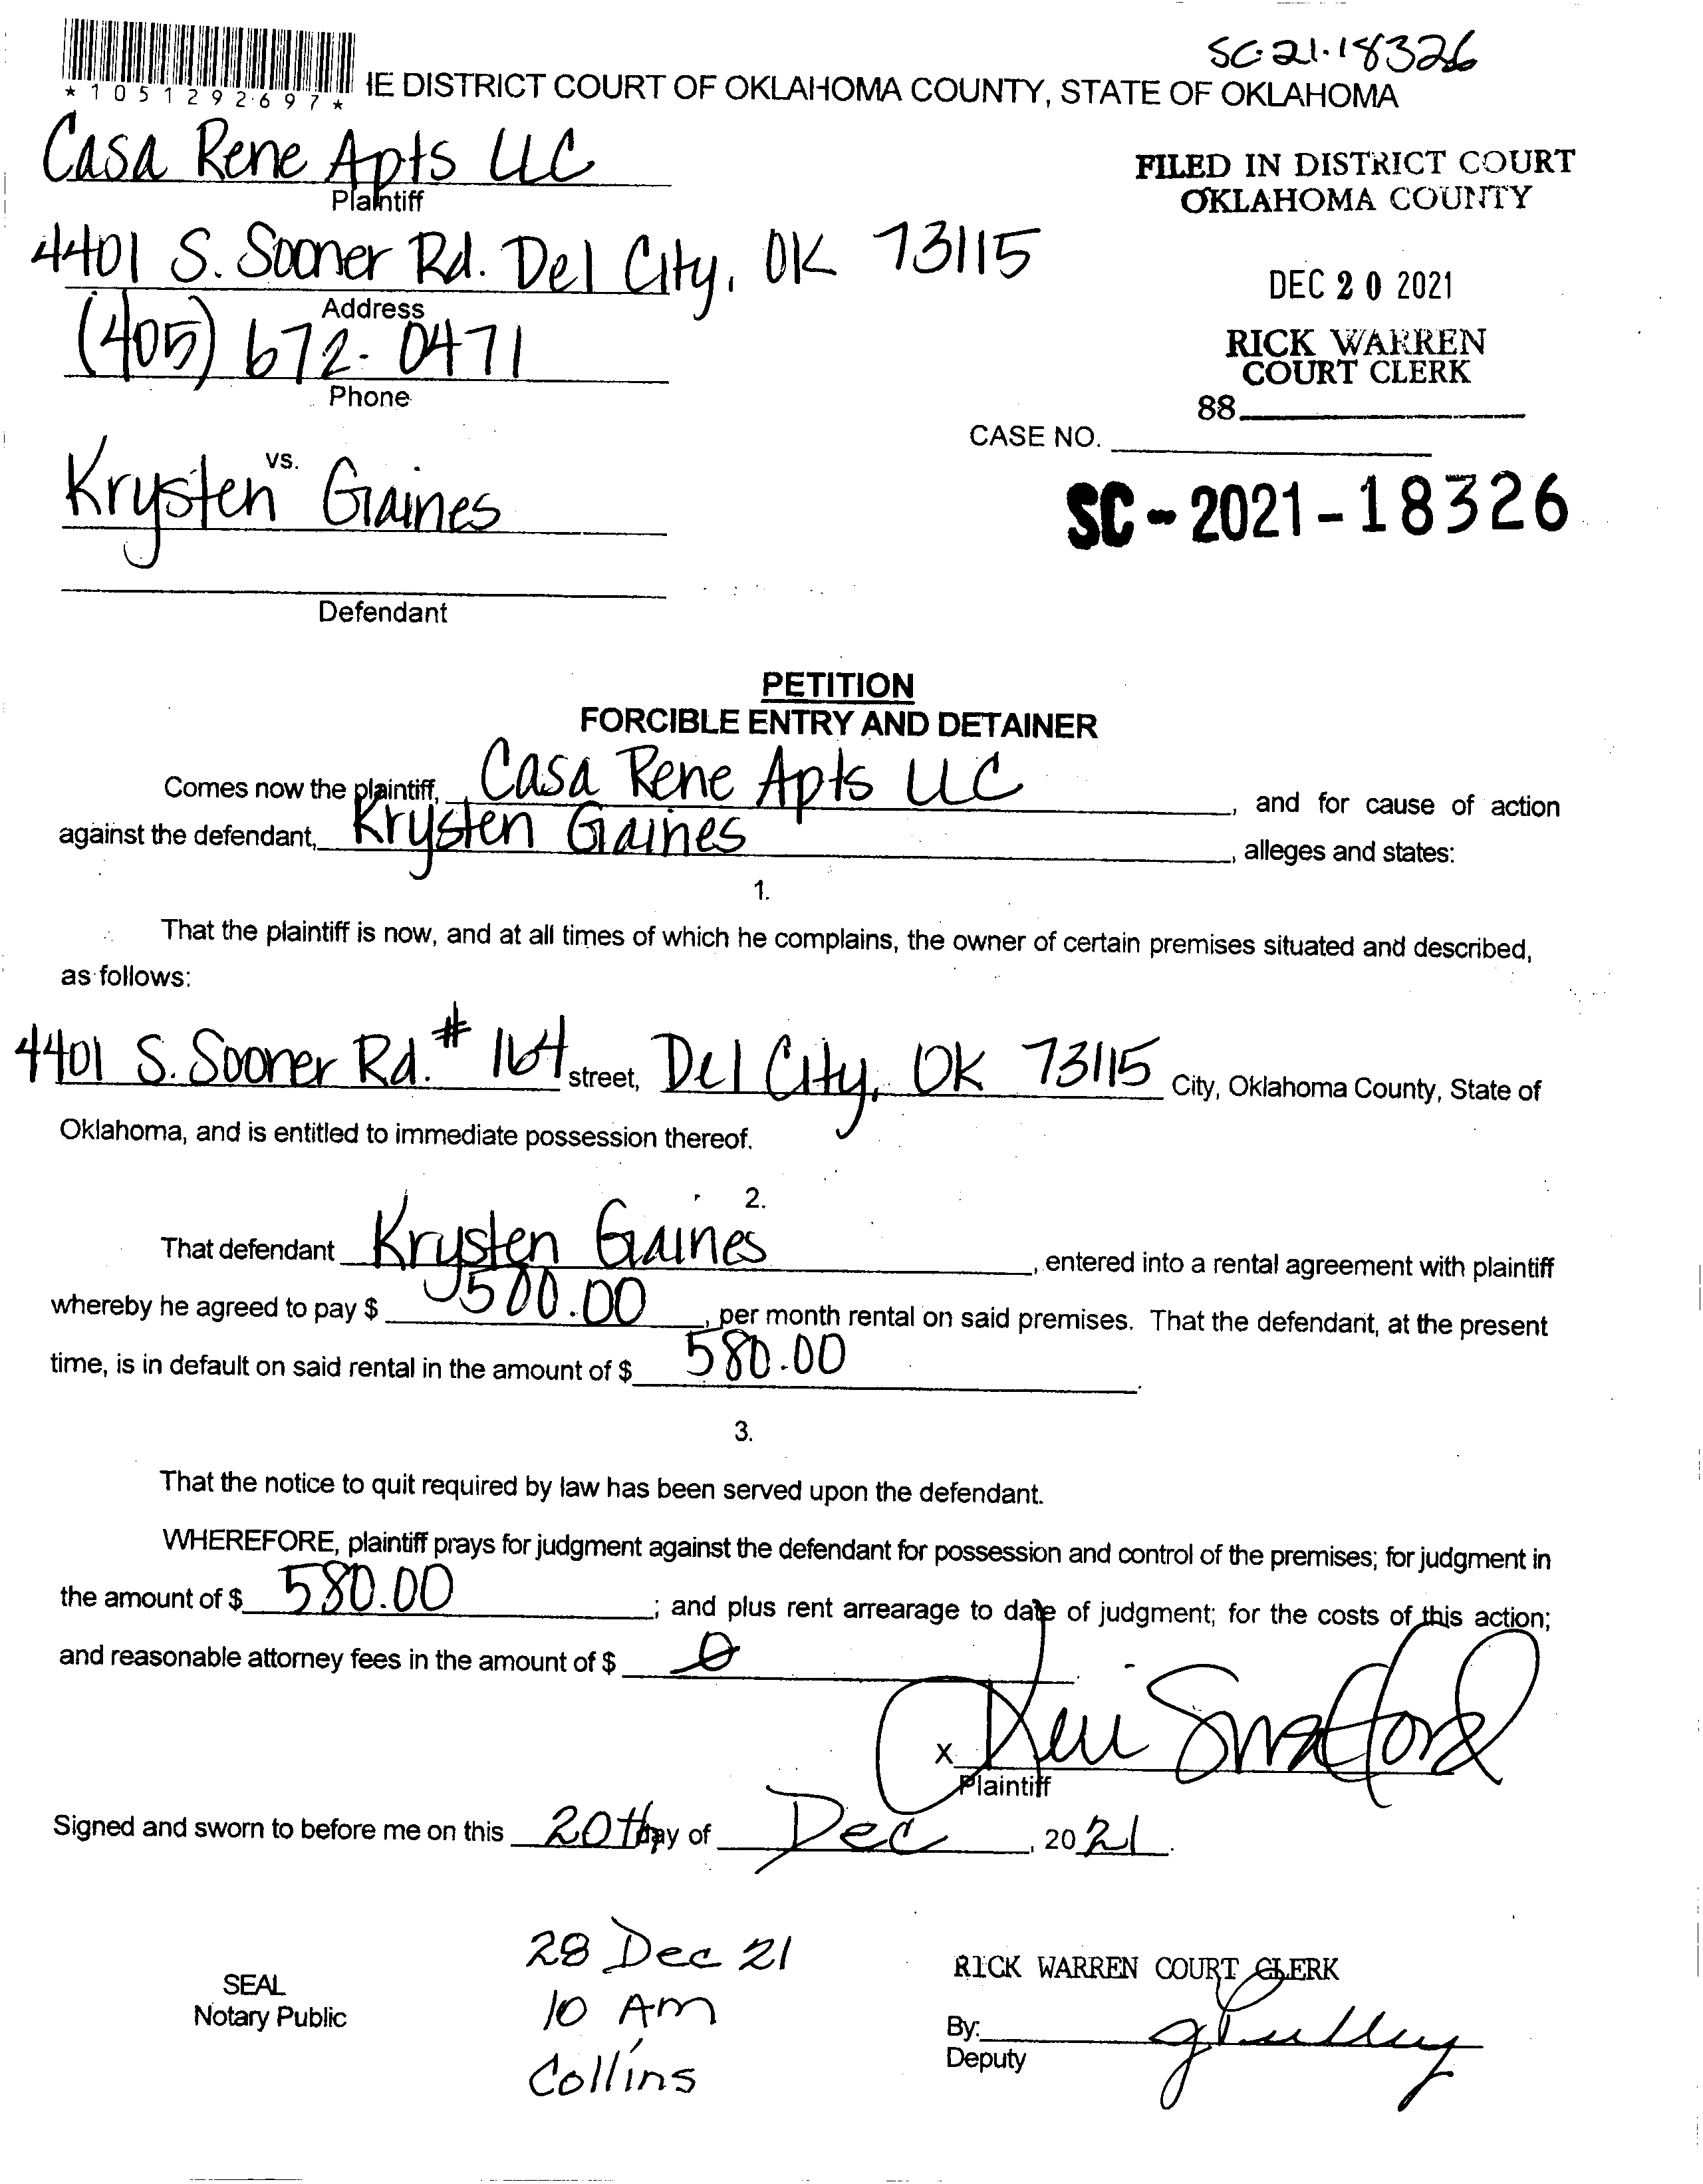 SC-21-18326
*1051292697*
IE DISTRICT COURT OF OKLAHOMA COUNTY, STATE OF OKLAHOMA
Casa Rene Apts LLC
Plaintiff
FILED IN DISTRICT COURT
OKLAHOMA COUNTY
4401 S. Sooner Rd. Del City, OK 73115
Address
DEC 20 2021
(405) 672-0471
Phone
RICK WARREN
COURT CLERK
88
CASE NO.
vs.
Krysten Gaines
SC-2021-18326
Defendant
PETITION
FORCIBLE ENTRY AND DETAINER
Comes now the plaintiff, Casa Rene Apts LLC, and for cause of action
against the defendant, Krysten Gaines, alleges and states:
1.
That the plaintiff is now, and at all times of which he complains, the owner of certain premises situated and described,
as follows:
4401 S. Sooner Rd. # 164 street, Del City, OK 73115 City, Oklahoma County, State of
Oklahoma, and is entitled to immediate possession thereof.
2.
That defendant Krysten Gaines, entered into a rental agreement with plaintiff
whereby he agreed to pay $ 500.00, per month rental on said premises. That the defendant, at the present
time, is in default on said rental in the amount of $ 580.00.
3.
That the notice to quit required by law has been served upon the defendant.
WHEREFORE, plaintiff prays for judgment against the defendant for possession and control of the premises; for judgment in
the amount of $ 580.00; and plus rent arrearage to date of judgment; for the costs of this action;
and reasonable attorney fees in the amount of $ 0
X
Plaintiff
Signed and sworn to before me on this 20th day of Dec, 2021.
28 Dec 21
10 Am
Collins
SEAL
Notary Public
RICK WARREN COURT CLERK
By:
Deputy